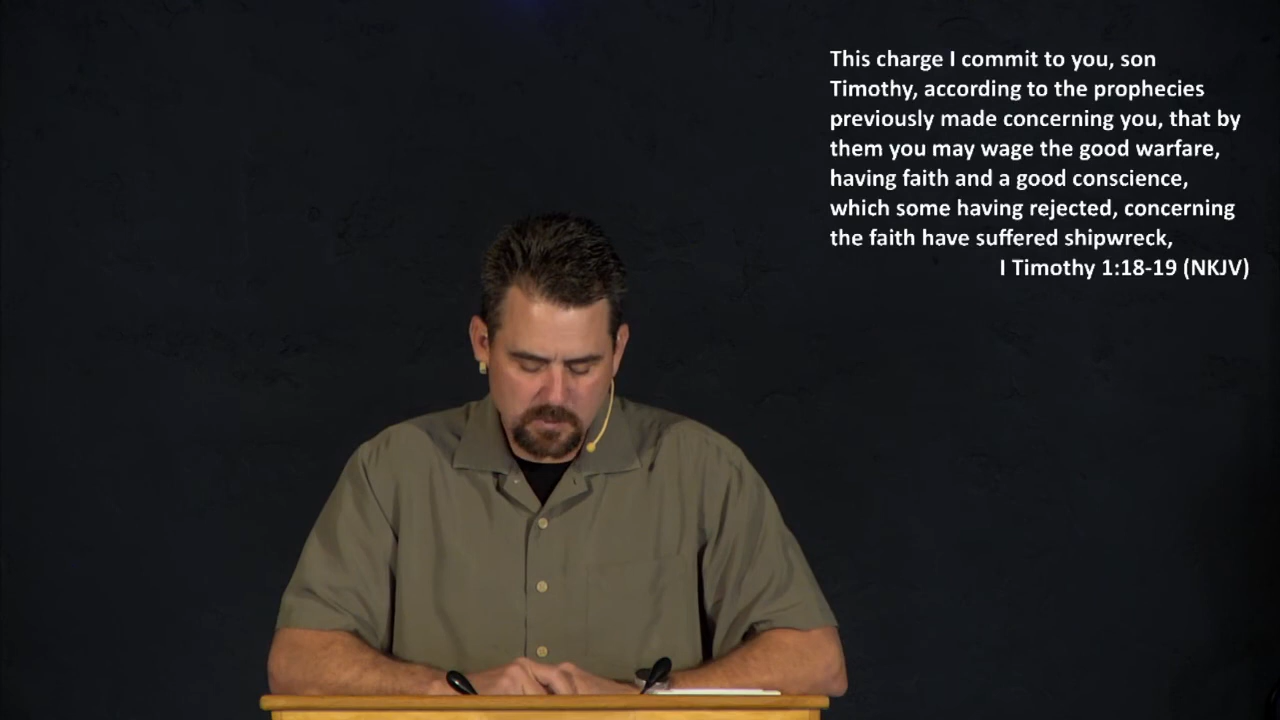 This charge I commit to you, son
Timothy, according to the prophecies
previously made concerning you, that by
them you may wage the good warfare,
having faith and a good conscience,
which some having rejected, concerning
the faith have suffered shipwreck,
I Timothy 1:18-19 (NKJV)